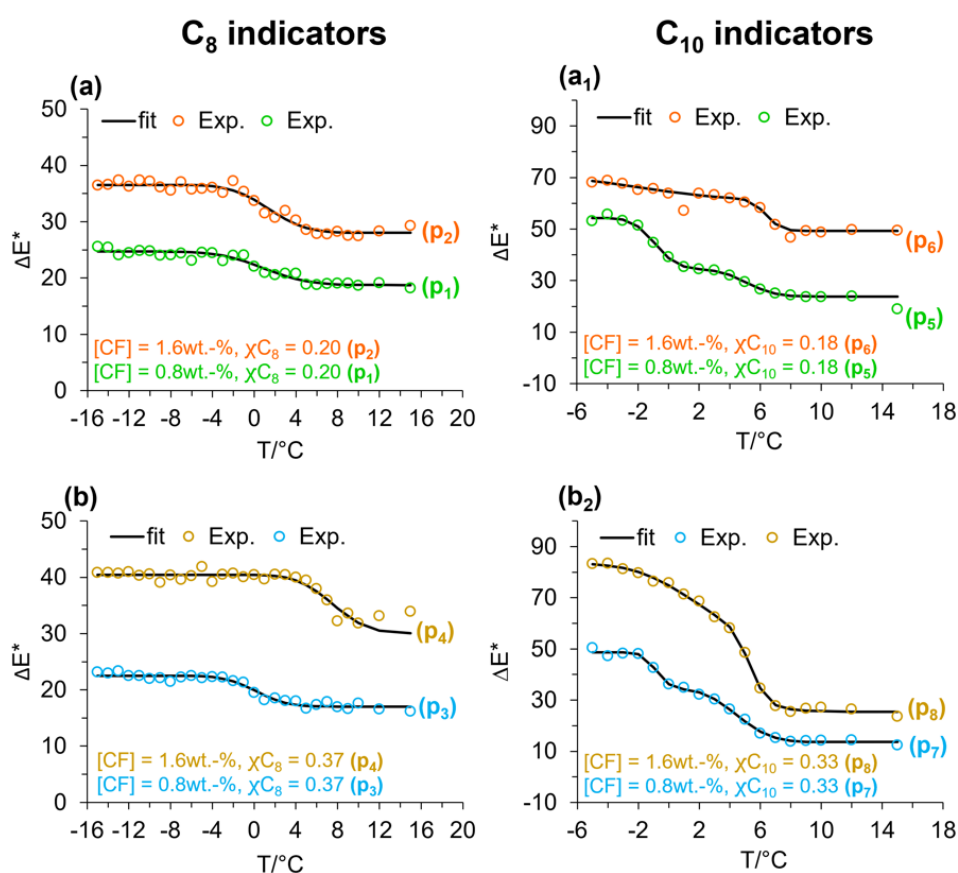 C₈ indicators
C₁₀ indicators
(a)
50
40
30
20
10
0
ΔE*
fit Exp. Exp.
(p₂)
(p₁)
[CF] = 1.6wt.-%, χC₈ = 0.20 (p₂)
[CF] = 0.8wt.-%, χC₈ = 0.20 (p₁)
-16 -12 -8 -4 0 4 8 12 16 20
T/°C
(a₁)
90
70
50
30
10
-10
ΔE*
fit Exp. Exp.
(p₆)
(p₅)
[CF] = 1.6wt.-%, χC₁₀ = 0.18 (p₆)
[CF] = 0.8wt.-%, χC₁₀ = 0.18 (p₅)
-6 -2 2 6 10 14 18
T/°C
(b)
50
40
30
20
10
0
ΔE*
fit Exp. Exp.
(p₄)
(p₃)
[CF] = 1.6wt.-%, χC₈ = 0.37 (p₄)
[CF] = 0.8wt.-%, χC₈ = 0.37 (p₃)
-16 -12 -8 -4 0 4 8 12 16 20
T/°C
(b₂)
90
70
50
30
10
-10
ΔE*
fit Exp. Exp.
(p₈)
(p₇)
[CF] = 1.6wt.-%, χC₁₀ = 0.33 (p₈)
[CF] = 0.8wt.-%, χC₁₀ = 0.33 (p₇)
-6 -2 2 6 10 14 18
T/°C